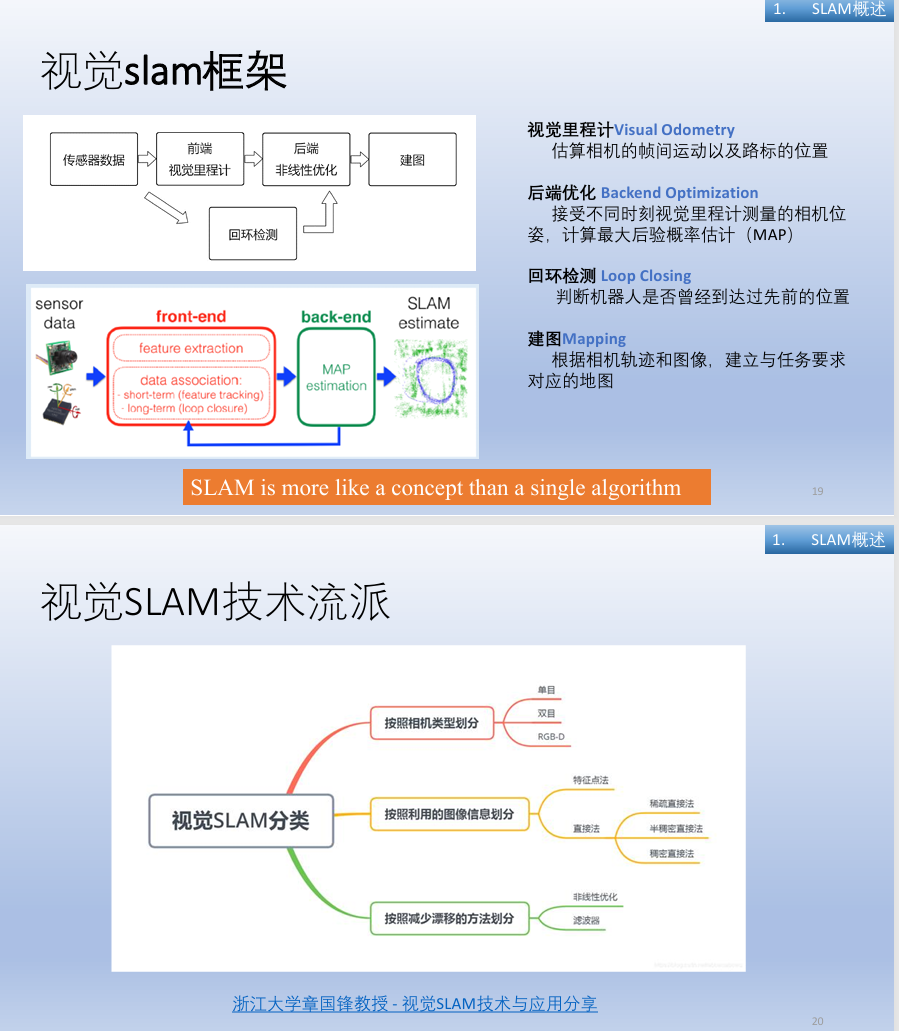 1. SLAM概述
视觉slam框架
传感器数据
前端
视觉里程计
后端
非线性优化
建图
回环检测
视觉里程计Visual Odometry
估算相机的帧间运动以及路标的位置
后端优化 Backend Optimization
接受不同时刻视觉里程计测量的相机位
姿，计算最大后验概率估计（MAP）
回环检测 Loop Closing
判断机器人是否曾经到达过先前的位置
建图Mapping
根据相机轨迹和图像，建立与任务要求
对应的地图
sensor
data
front-end
feature extraction
data association:
- short-term (feature tracking)
- long-term (loop closure)
back-end
MAP
estimation
SLAM
estimate
SLAM is more like a concept than a single algorithm
19
1. SLAM概述
视觉SLAM技术流派
视觉SLAM分类
按照相机类型划分
单目
双目
RGB-D
按照利用的图像信息划分
特征点法
直接法
稀疏直接法
半稠密直接法
稠密直接法
按照减少漂移的方法划分
非线性优化
滤波器
浙江大学章国锋教授 - 视觉SLAM技术与应用分享
20